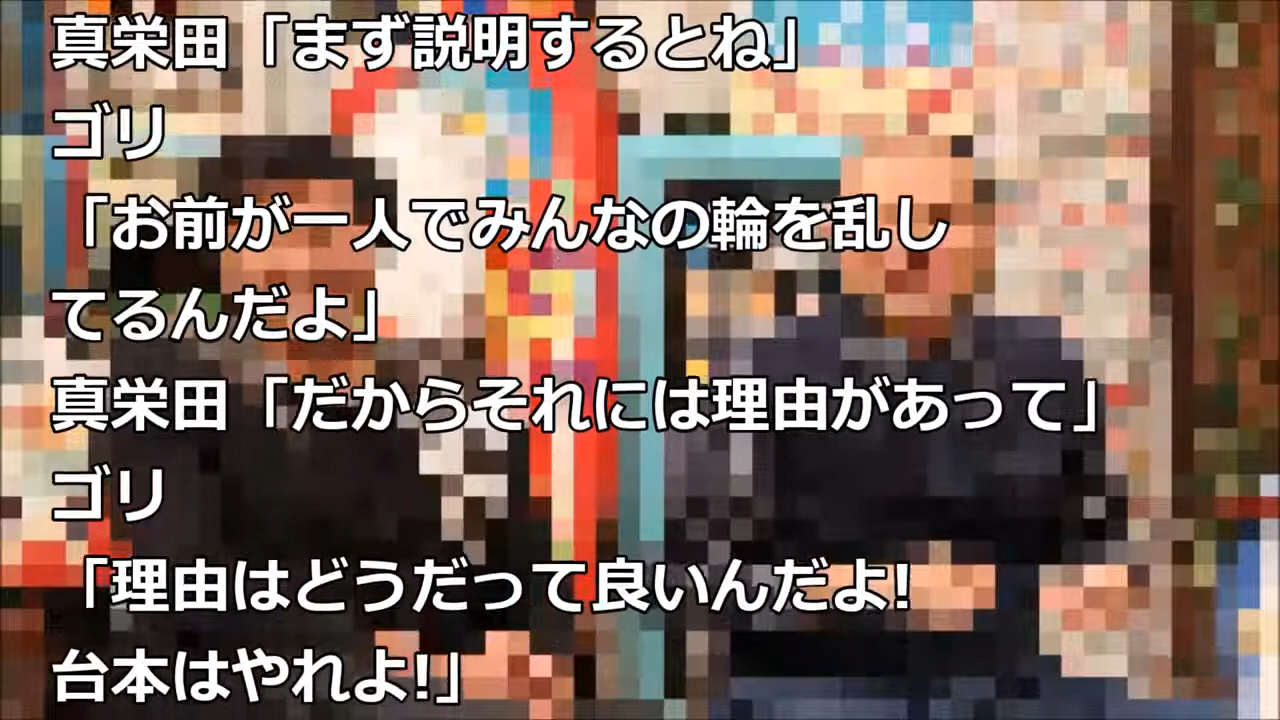 真栄田「まず説明するとね」
ゴリ
「お前が一人でみんなの輪を乱し
てるんだよ」
真栄田「だからそれには理由があって」
ゴリ
「理由はどうだって良いんだよ!
台本はやれよ!」